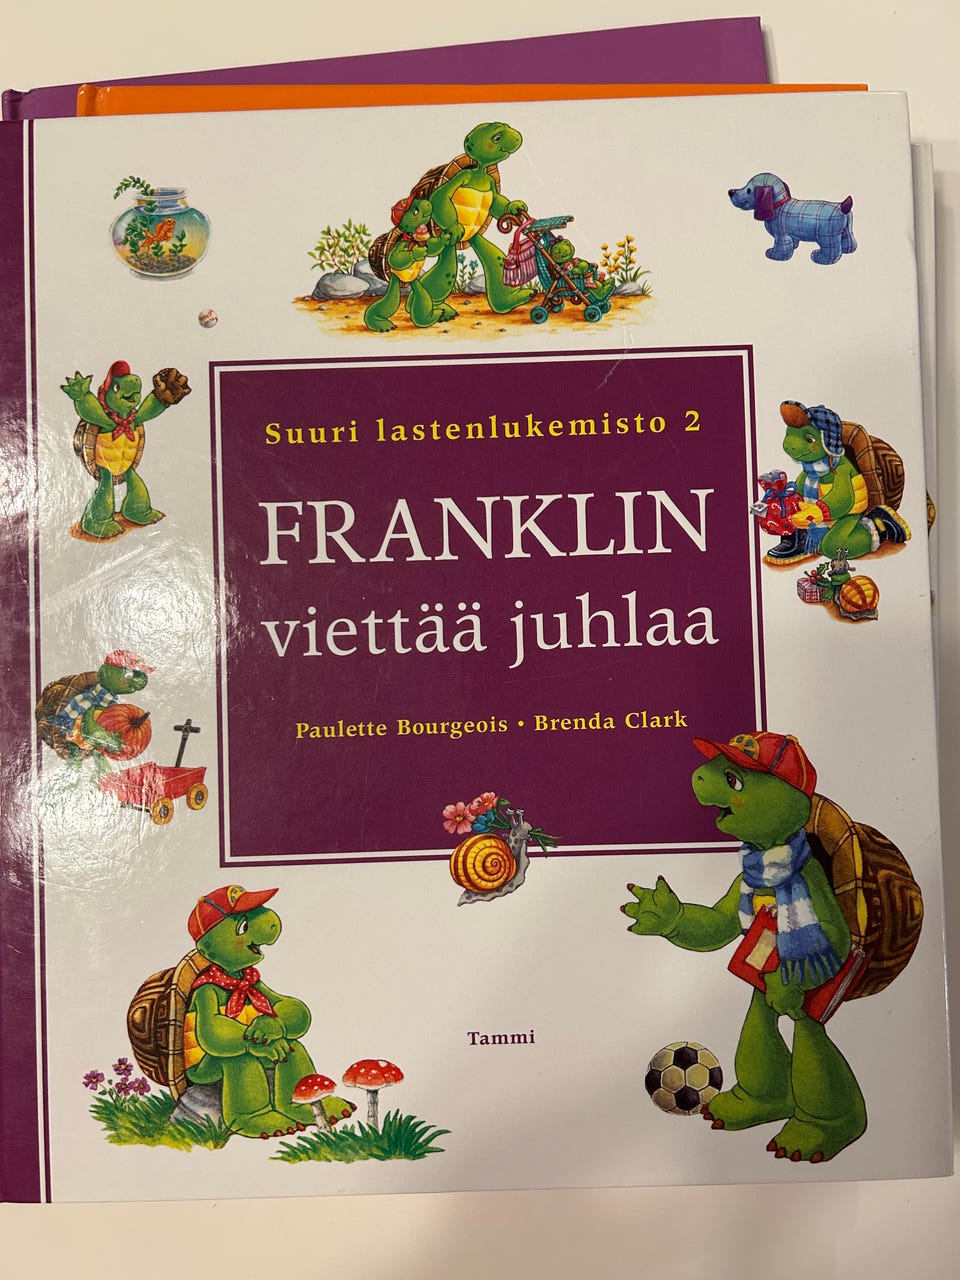 Suuri lastenlukemisto 2
FRANKLIN
viettää juhlaa
Paulette Bourgeois • Brenda Clark
Tammi